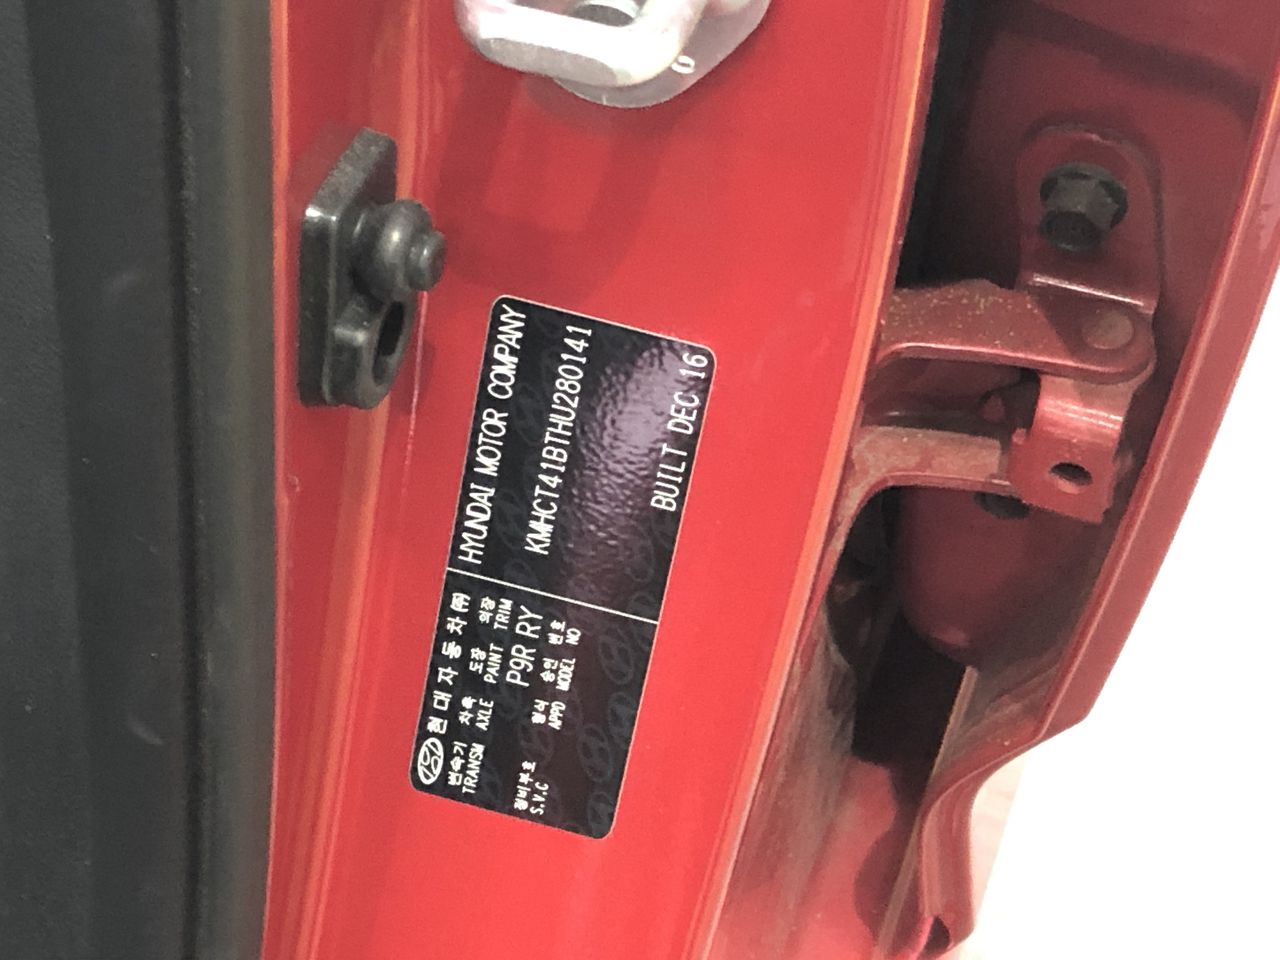 현대자동차㈜
HYUNDAI MOTOR COMPANY
변속기 차축 도장 의장
TRANSM AXLE PAINT TRIM
P9R RY
KMHCT41BTHU280141
정비부호 형식 승인 번호
S.V.C APPD MODEL NO
BUILT DEC 16